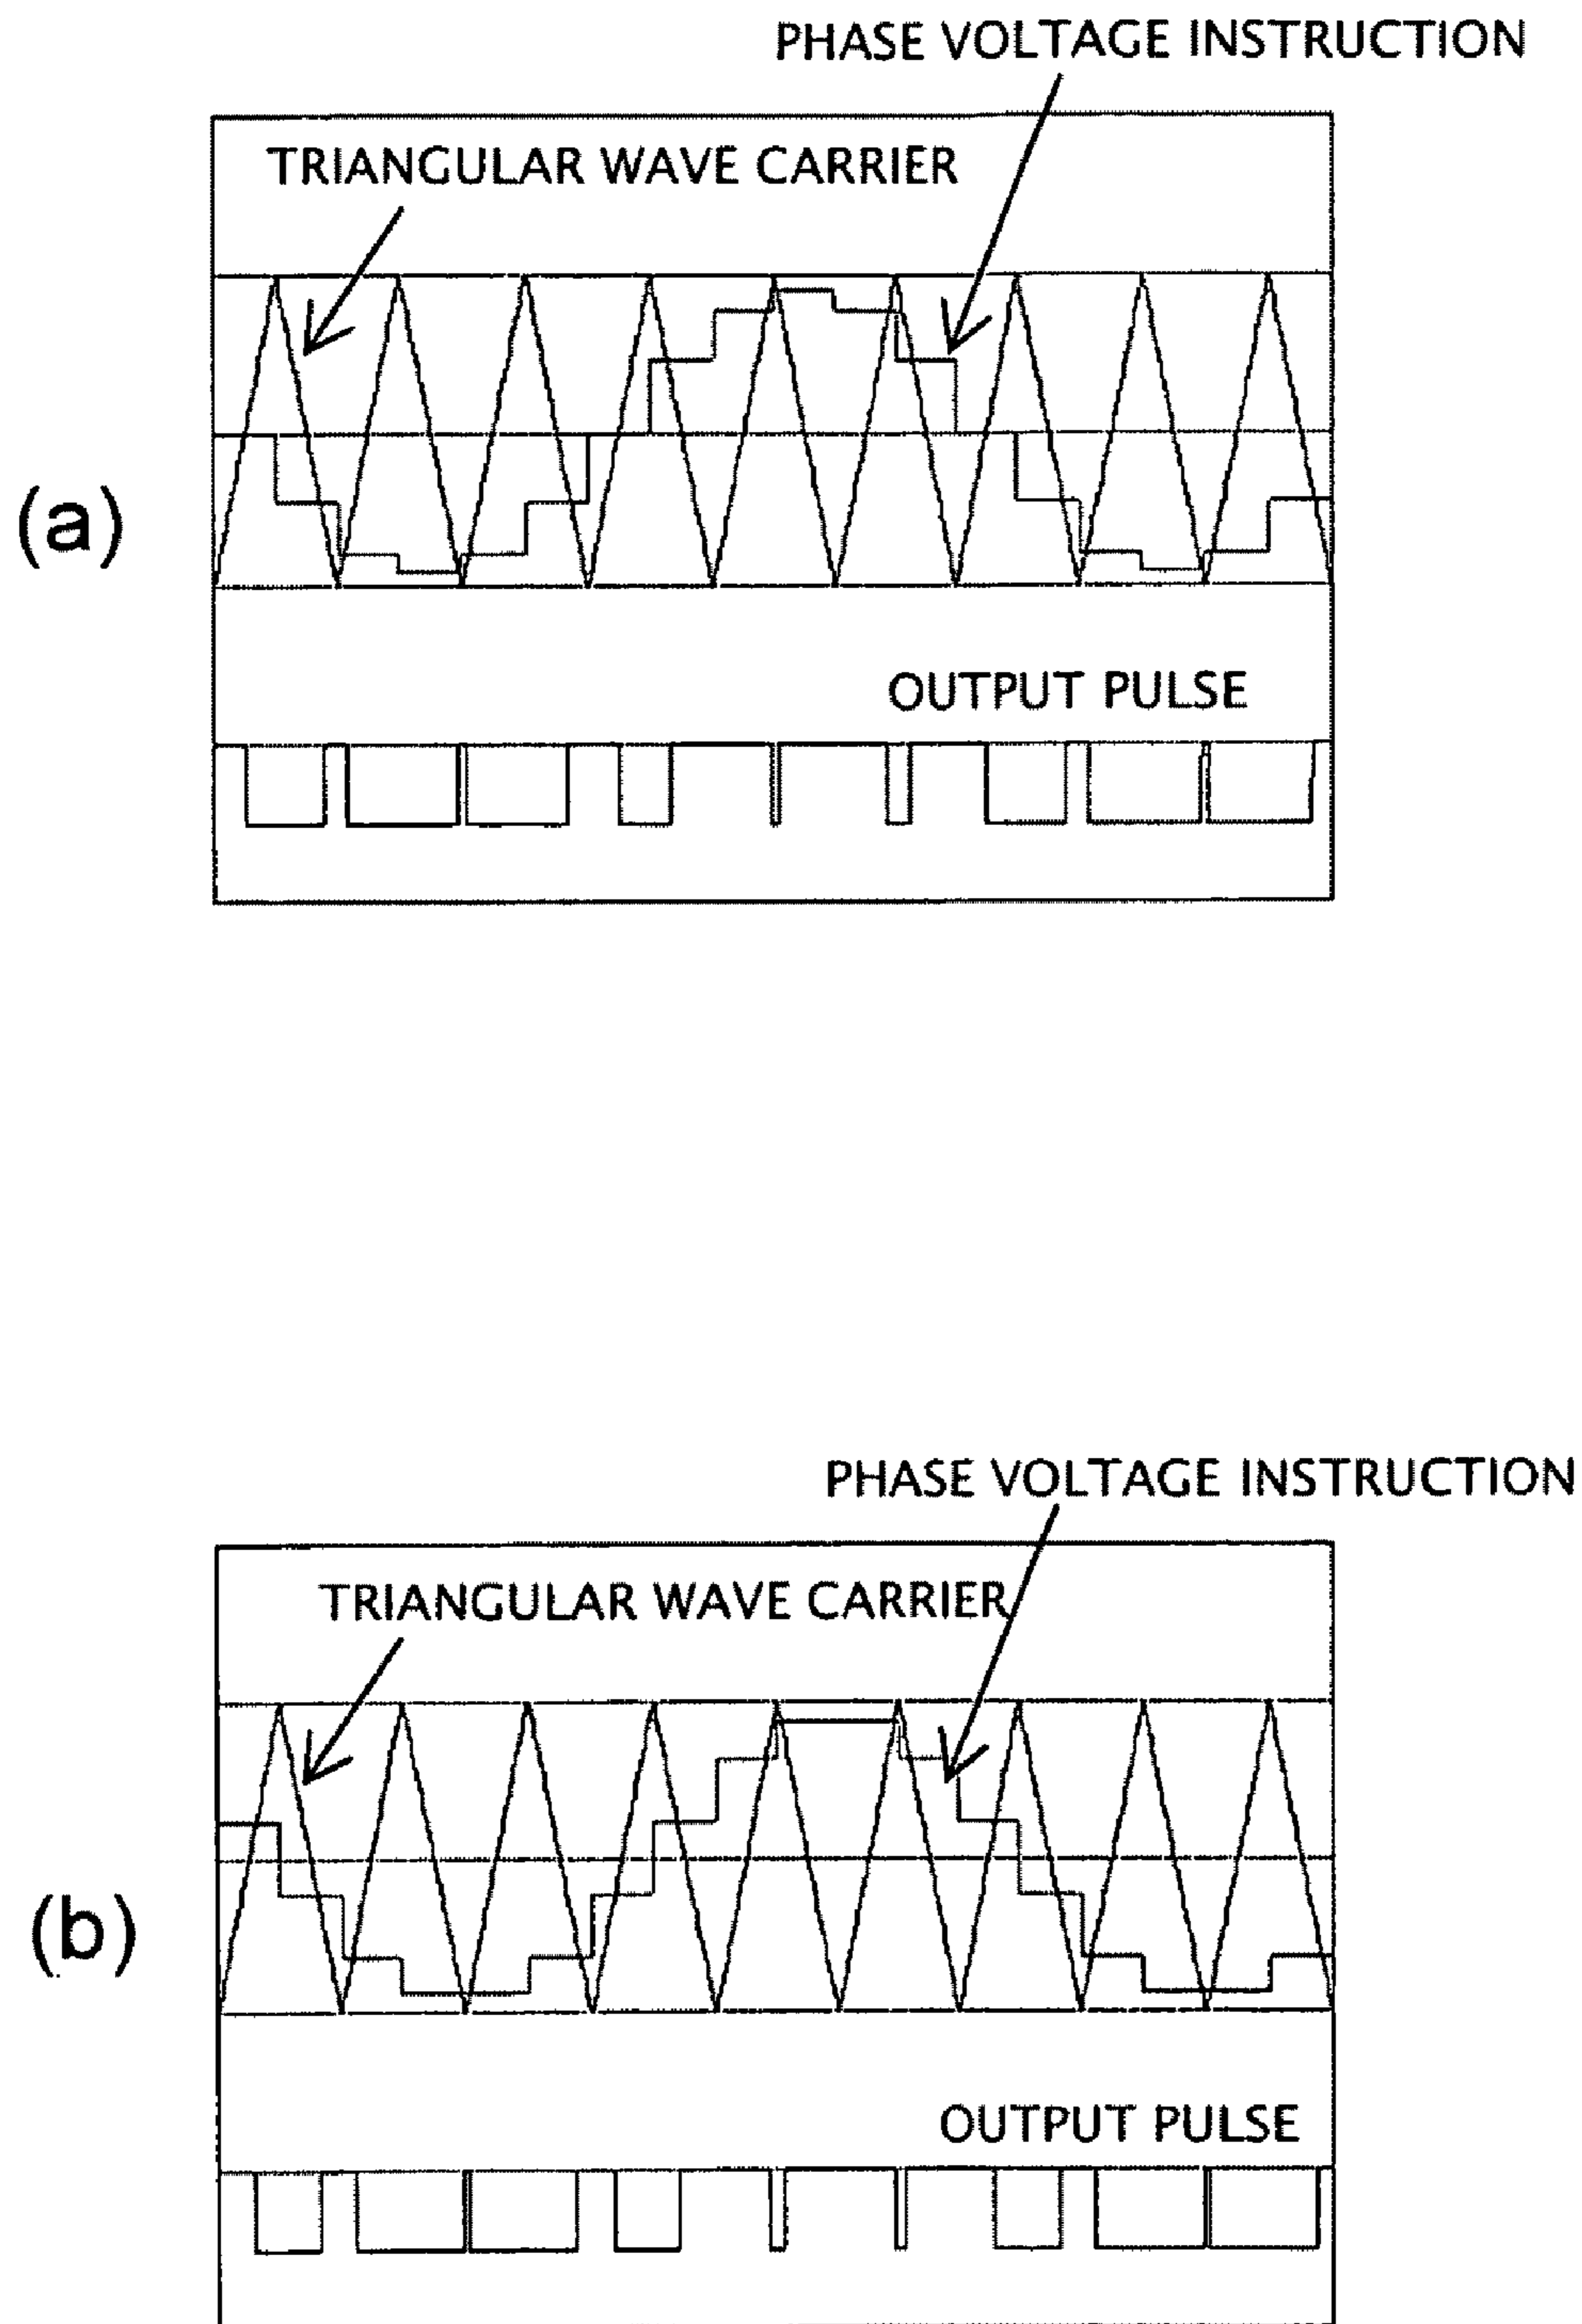 PHASE VOLTAGE INSTRUCTION
TRIANGULAR WAVE CARRIER
(a)
OUTPUT PULSE
PHASE VOLTAGE INSTRUCTION
TRIANGULAR WAVE CARRIER
(b)
OUTPUT PULSE